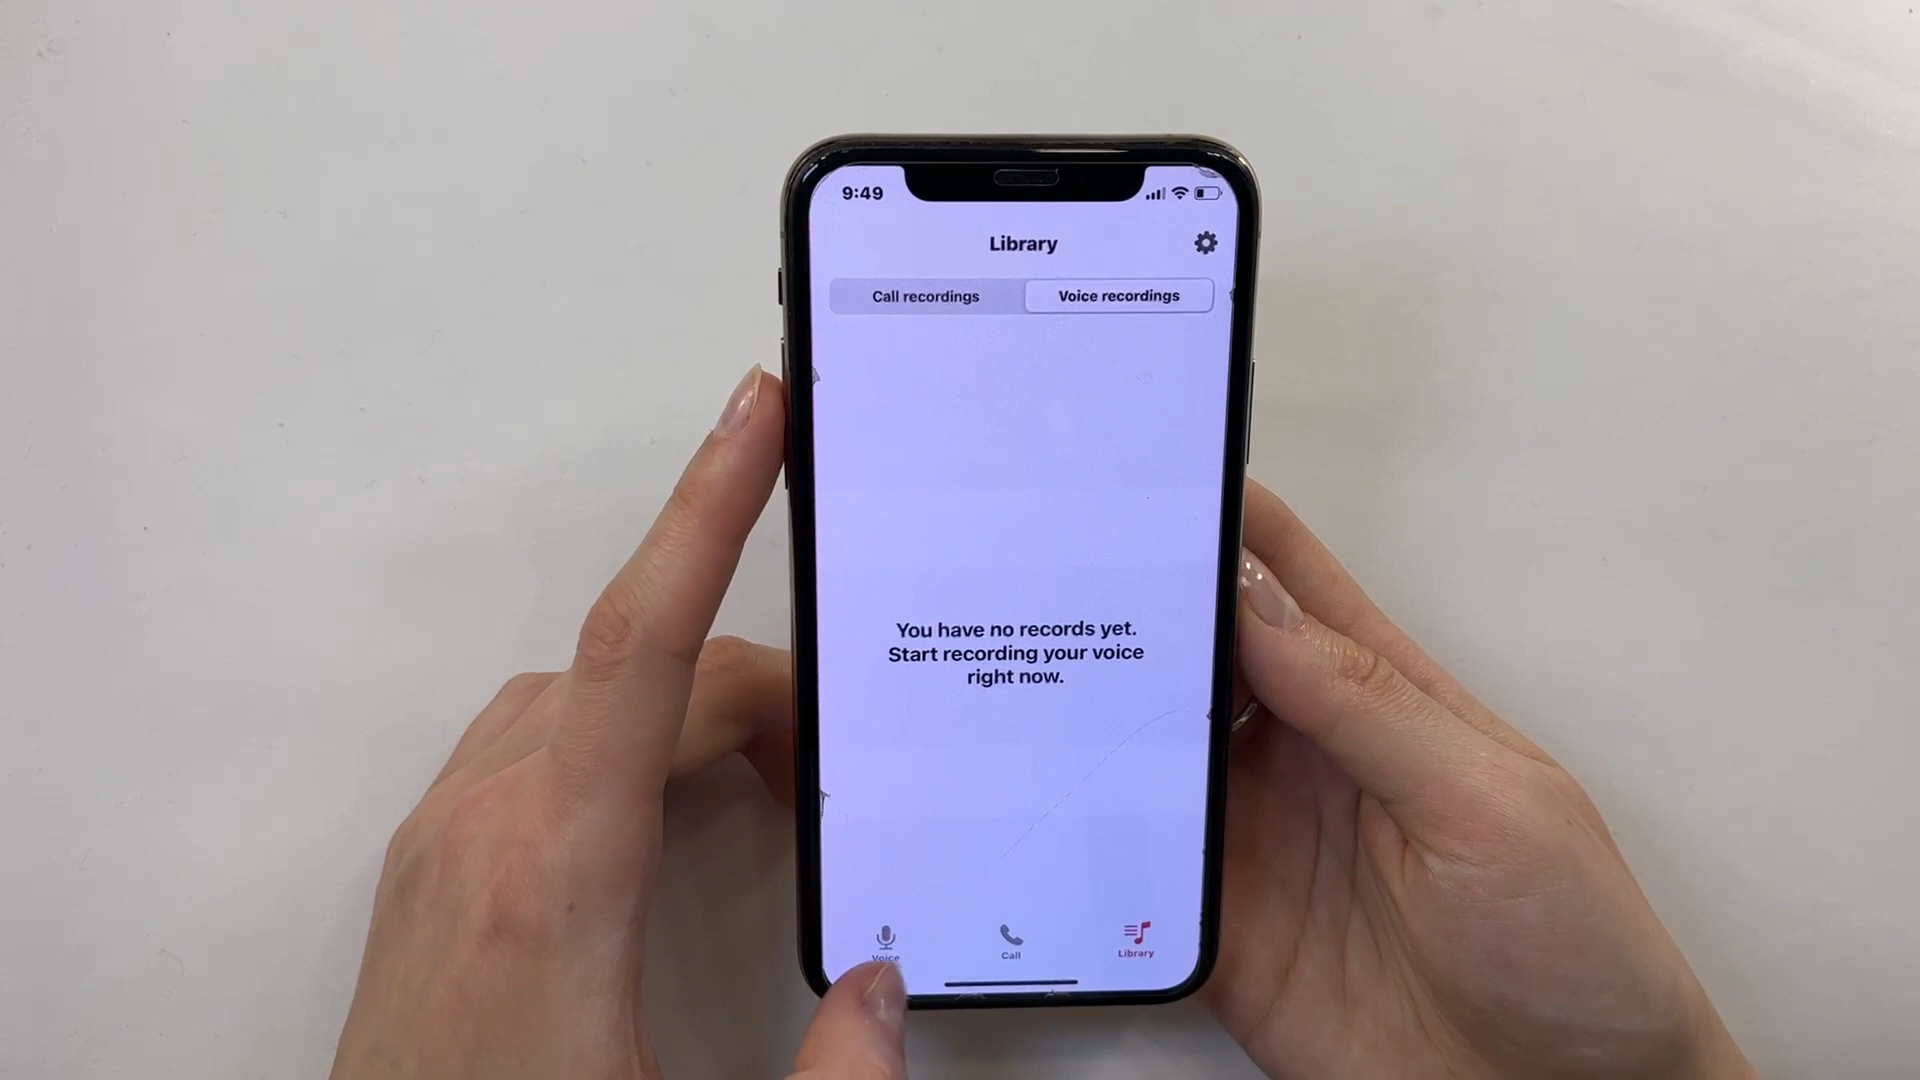 9:49
Library
Call recordings
Voice recordings
You have no records yet.
Start recording your voice
right now.
Voice
Call
Library